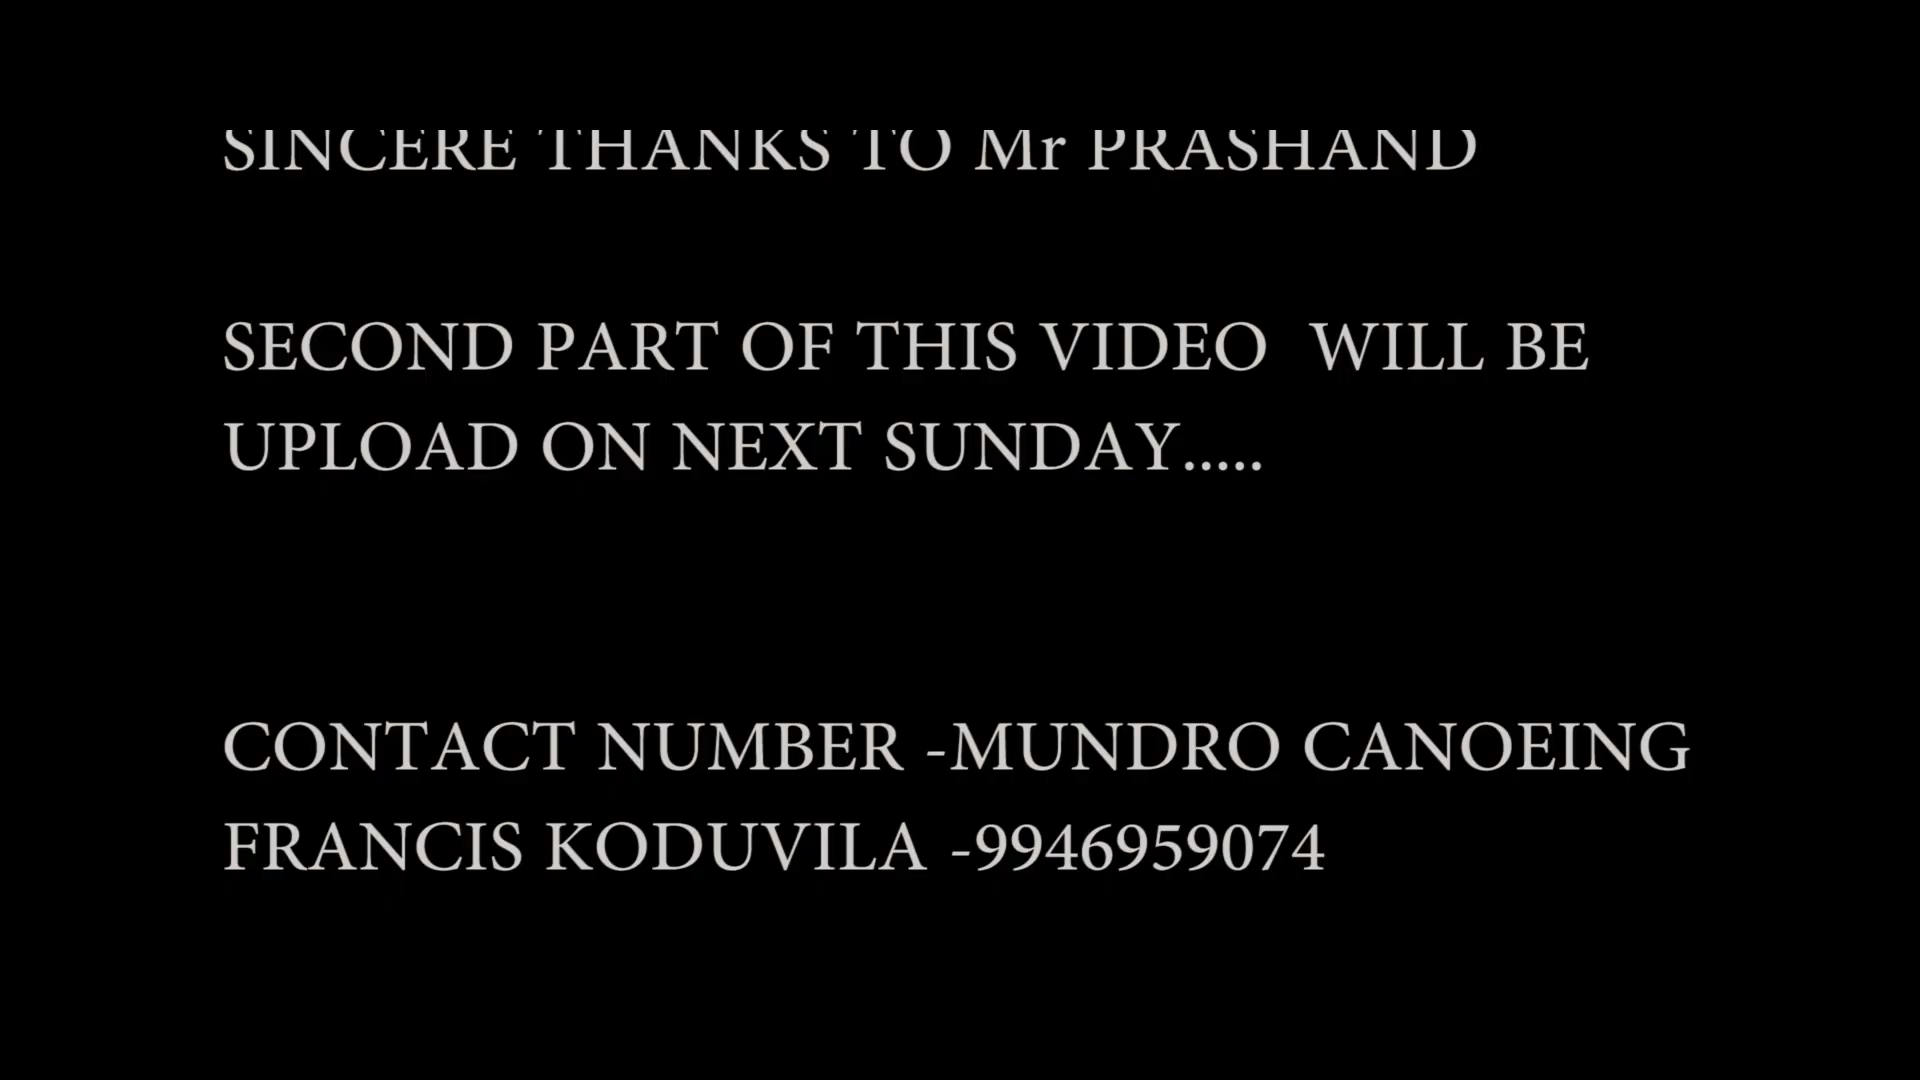 SINCERE THANKS TO Mr PRASHAND
SECOND PART OF THIS VIDEO  WILL BE
UPLOAD ON NEXT SUNDAY.....
CONTACT NUMBER -MUNDRO CANOEING
FRANCIS KODUVILA -9946959074